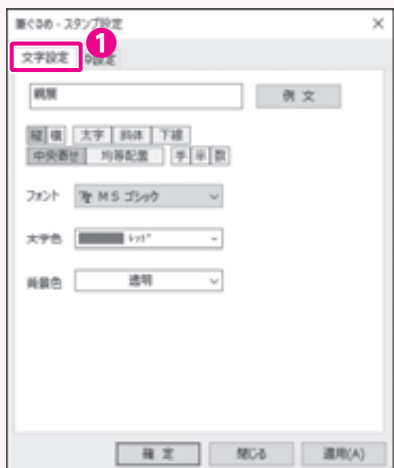 筆ぐるめ - スタンプ設定
❶
文字設定 枠設定
親展 例文
縦 横 太字 斜体 下線
中央寄せ 均等配置 手 半 数
フォント MS ゴシック
文字色 レッド
背景色 透明
確定 閉じる 適用(A)